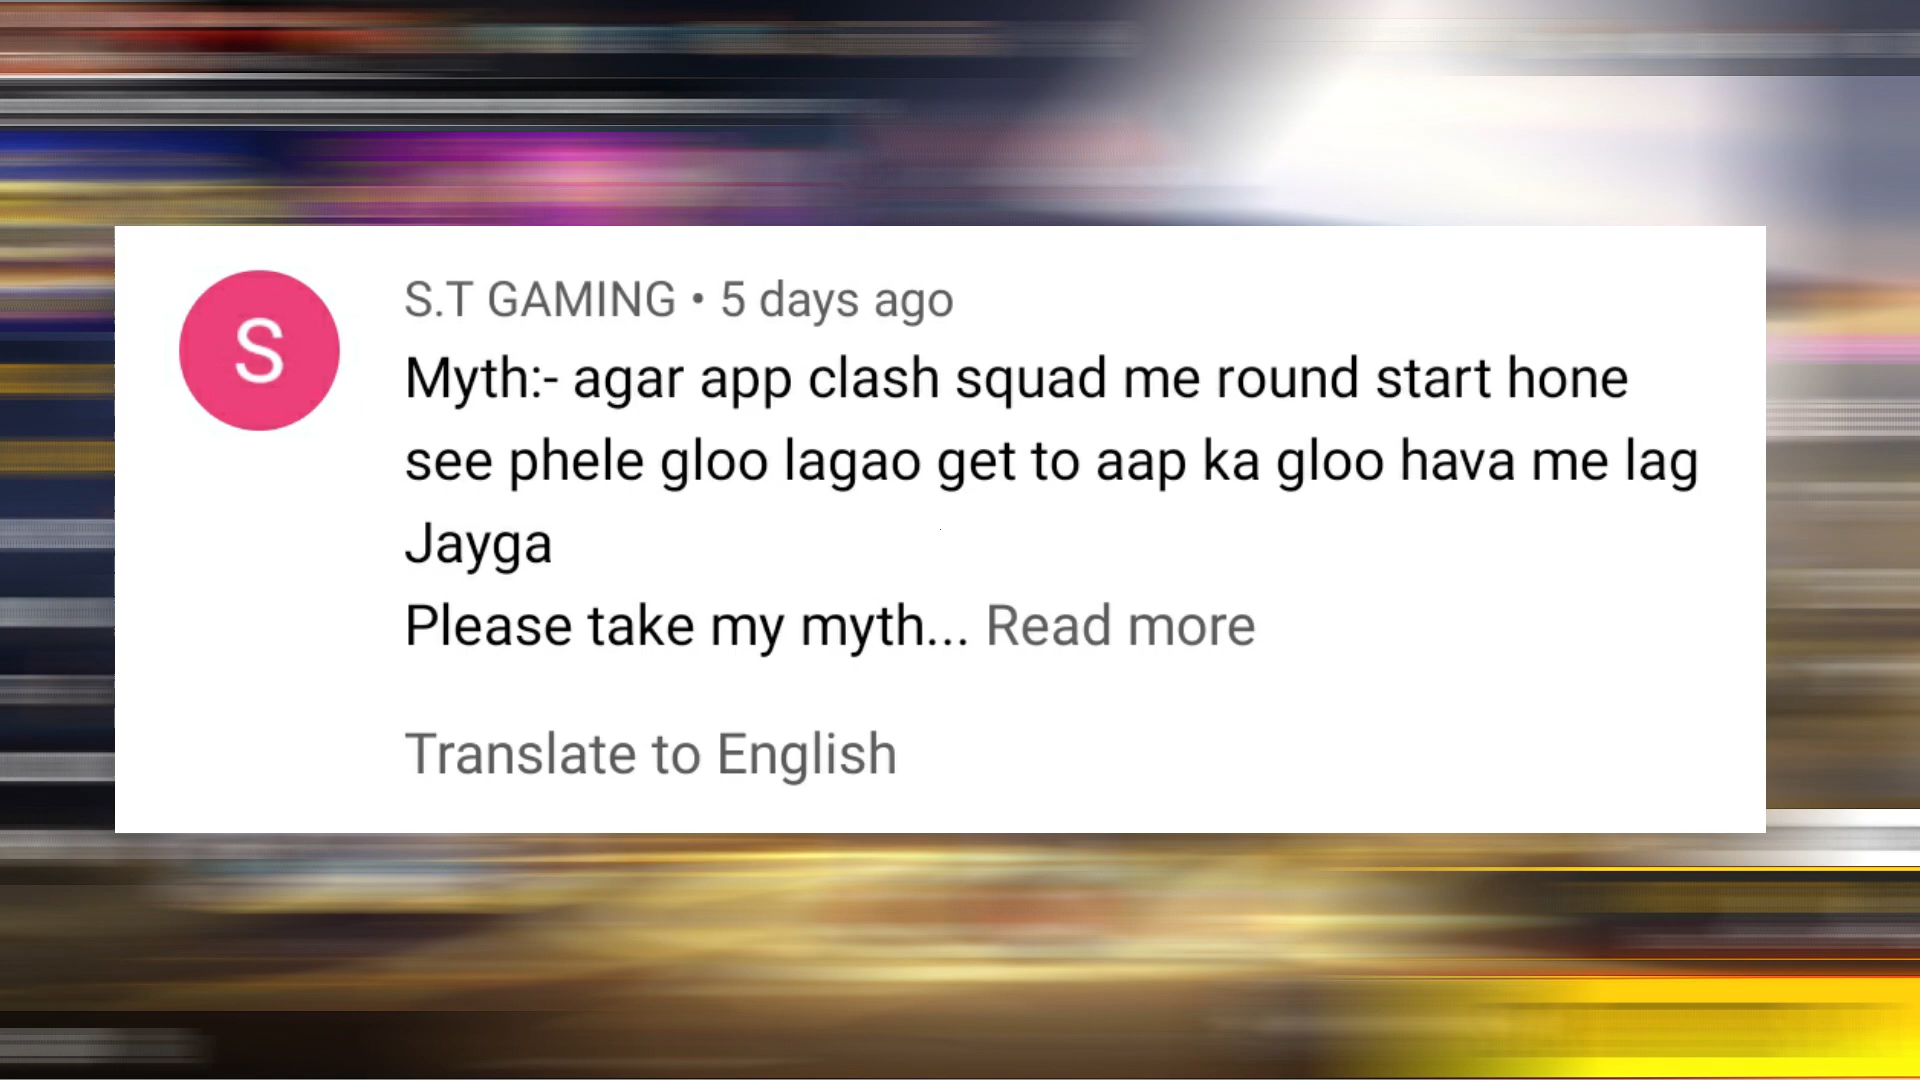 S
S.T GAMING • 5 days ago
Myth:- agar app clash squad me round start hone
see phele gloo lagao get to aap ka gloo hava me lag
Jayga
Please take my myth... Read more
Translate to English